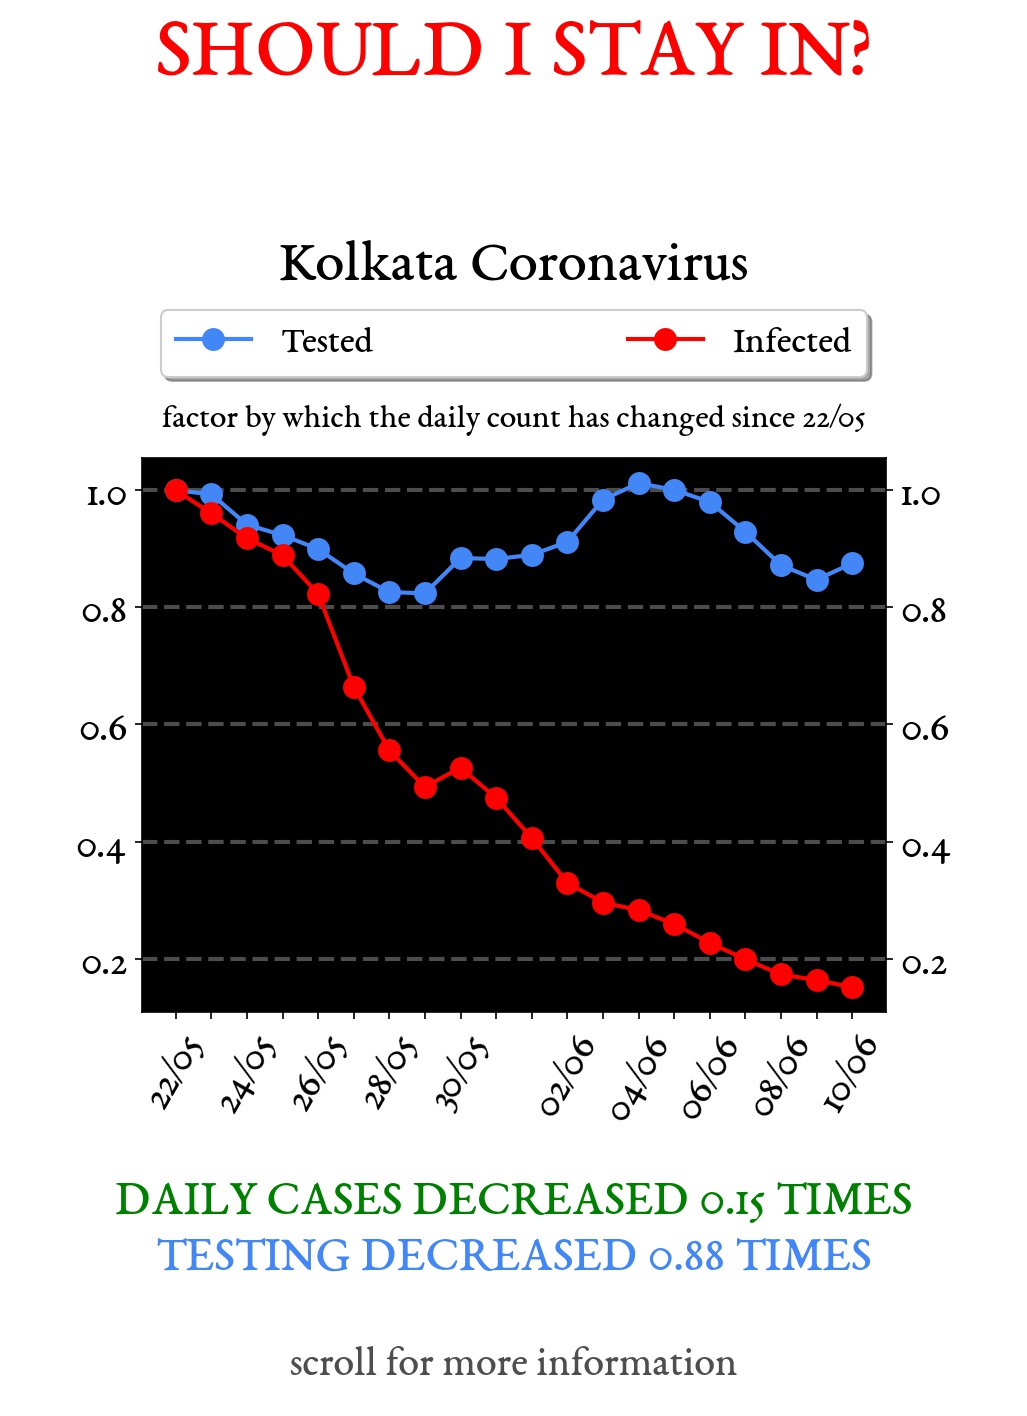 SHOULD I STAY IN?
Kolkata Coronavirus
Tested Infected
factor by which the daily count has changed since 22/05
1.0 1.0
0.8 0.8
0.6 0.6
0.4 0.4
0.2 0.2
22/05 24/05 26/05 28/05 30/05 02/06 04/06 06/06 08/06 10/06
DAILY CASES DECREASED 0.15 TIMES
TESTING DECREASED 0.88 TIMES
scroll for more information